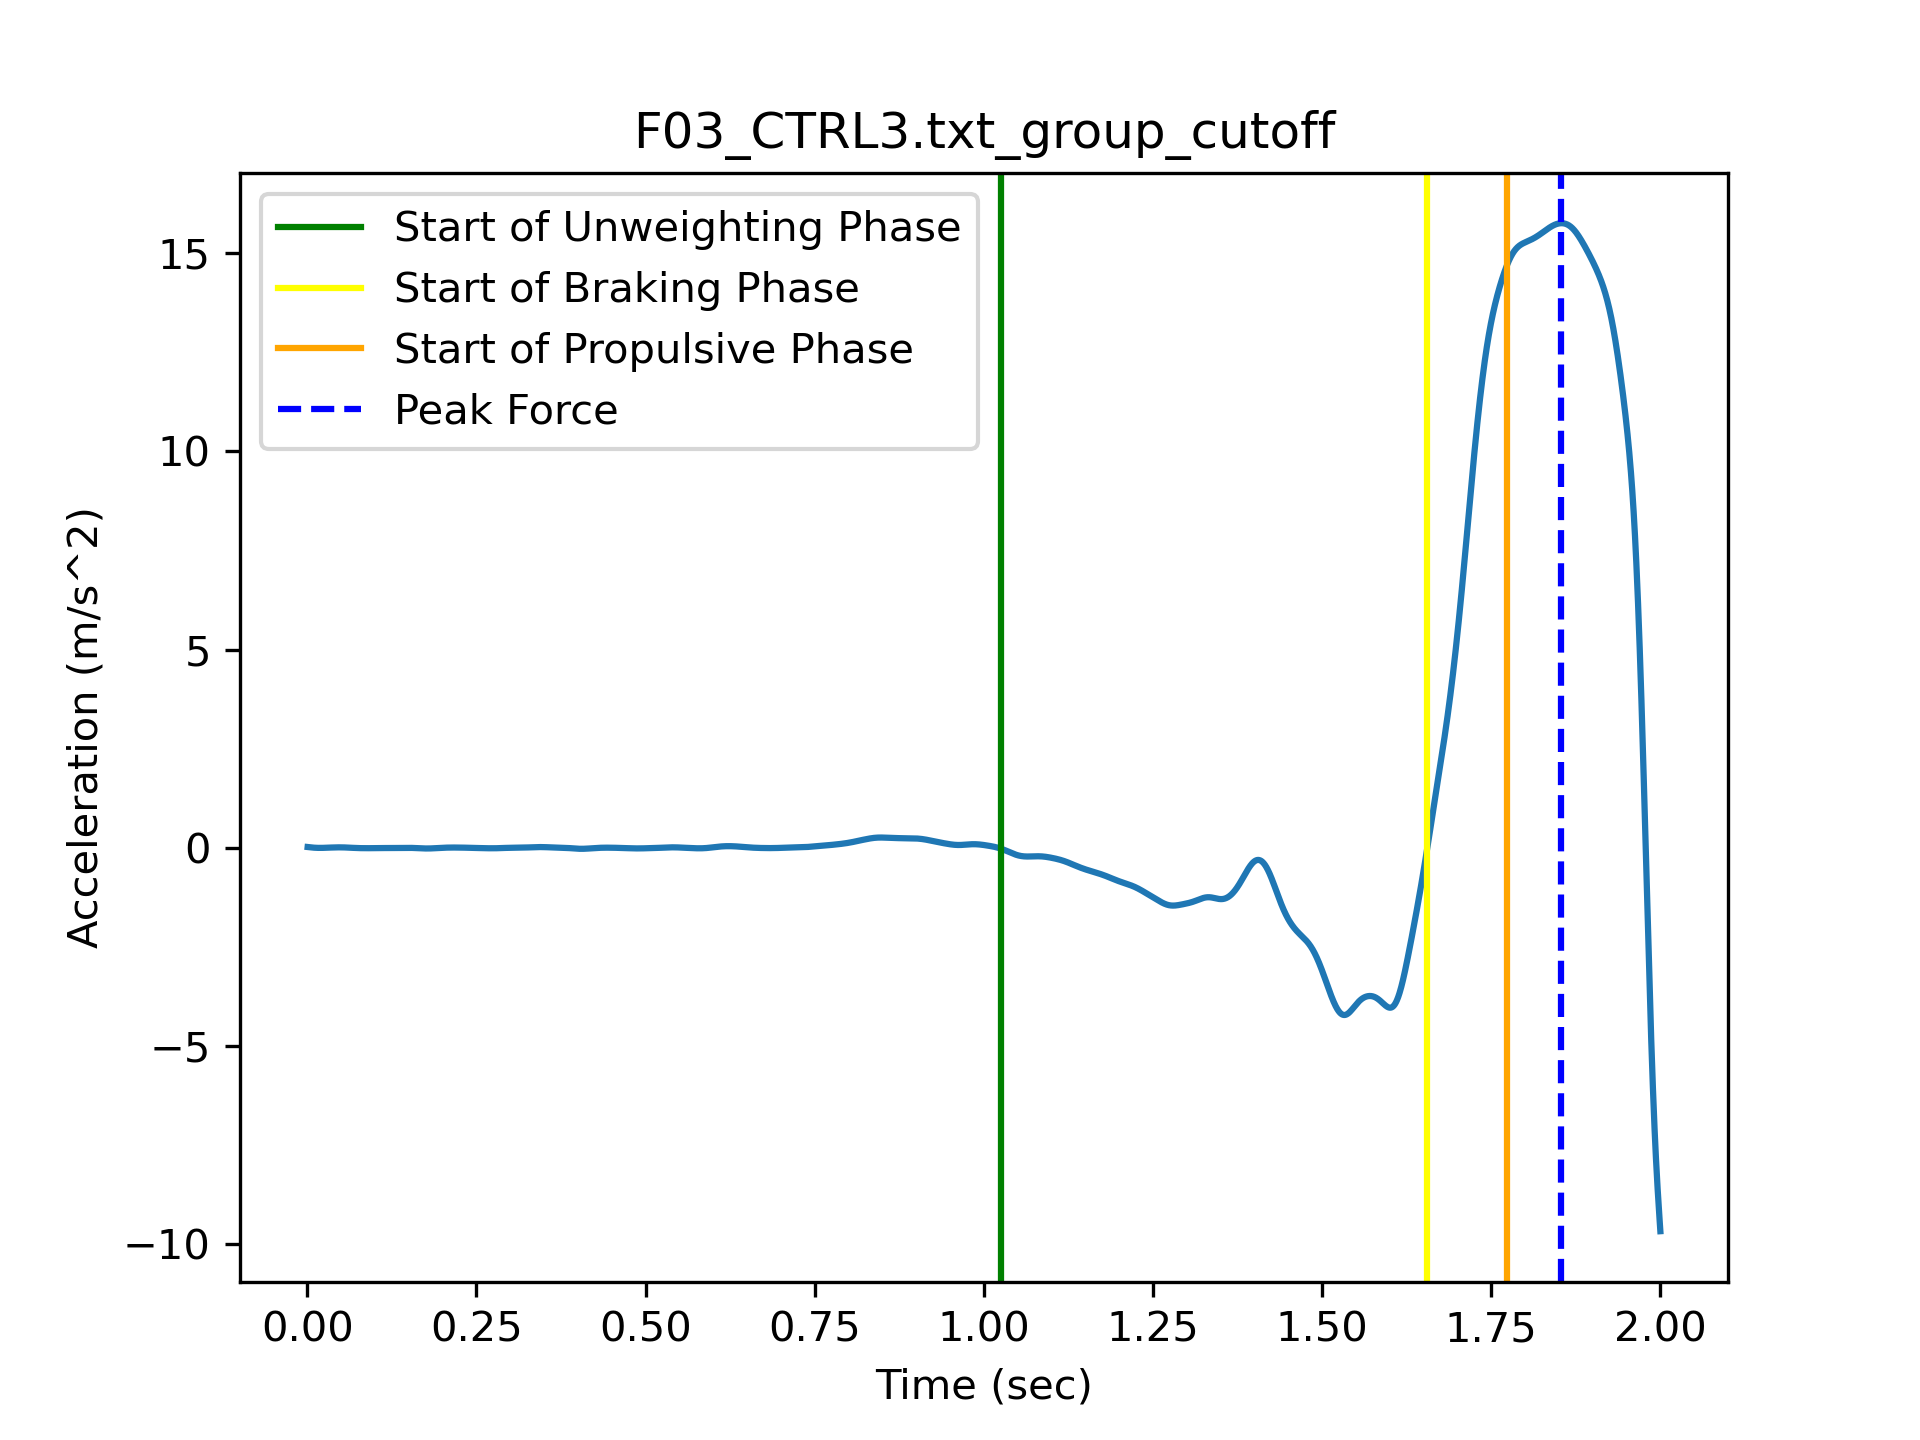 F03_CTRL3.txt_group_cutoff
Start of Unweighting Phase
Start of Braking Phase
Start of Propulsive Phase
Peak Force
15
10
5
0
−5
−10
Acceleration (m/s^2)
0.00 0.25 0.50 0.75 1.00 1.25 1.50 1.75 2.00
Time (sec)